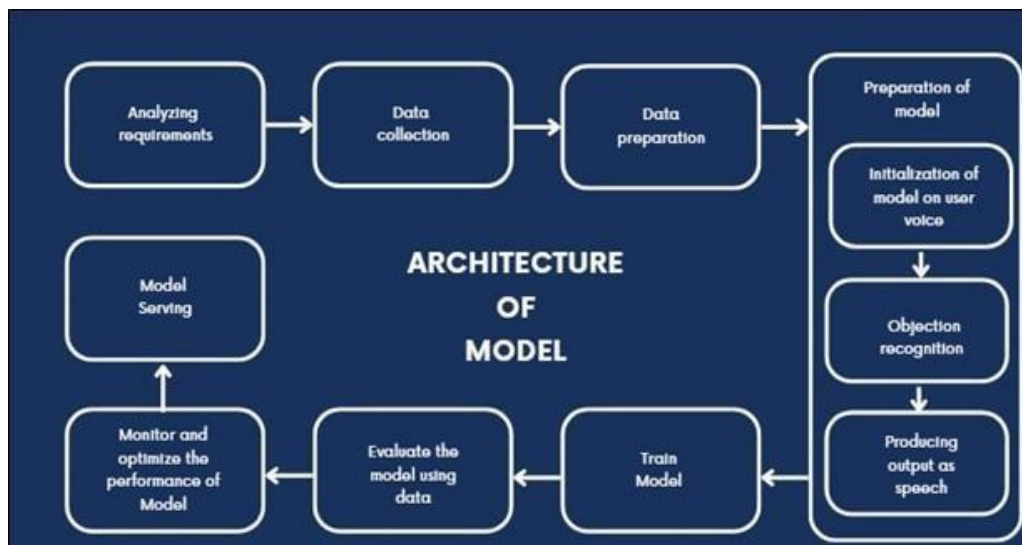 Analyzing
requirements
Data
collection
Data
preparation
Preparation of
model
Initialization of
model on user
voice
Objection
recognition
Producing
output as
speech
ARCHITECTURE
OF
MODEL
Train
Model
Evaluate the
model using
data
Monitor and
optimize the
performance of
Model
Model
Serving